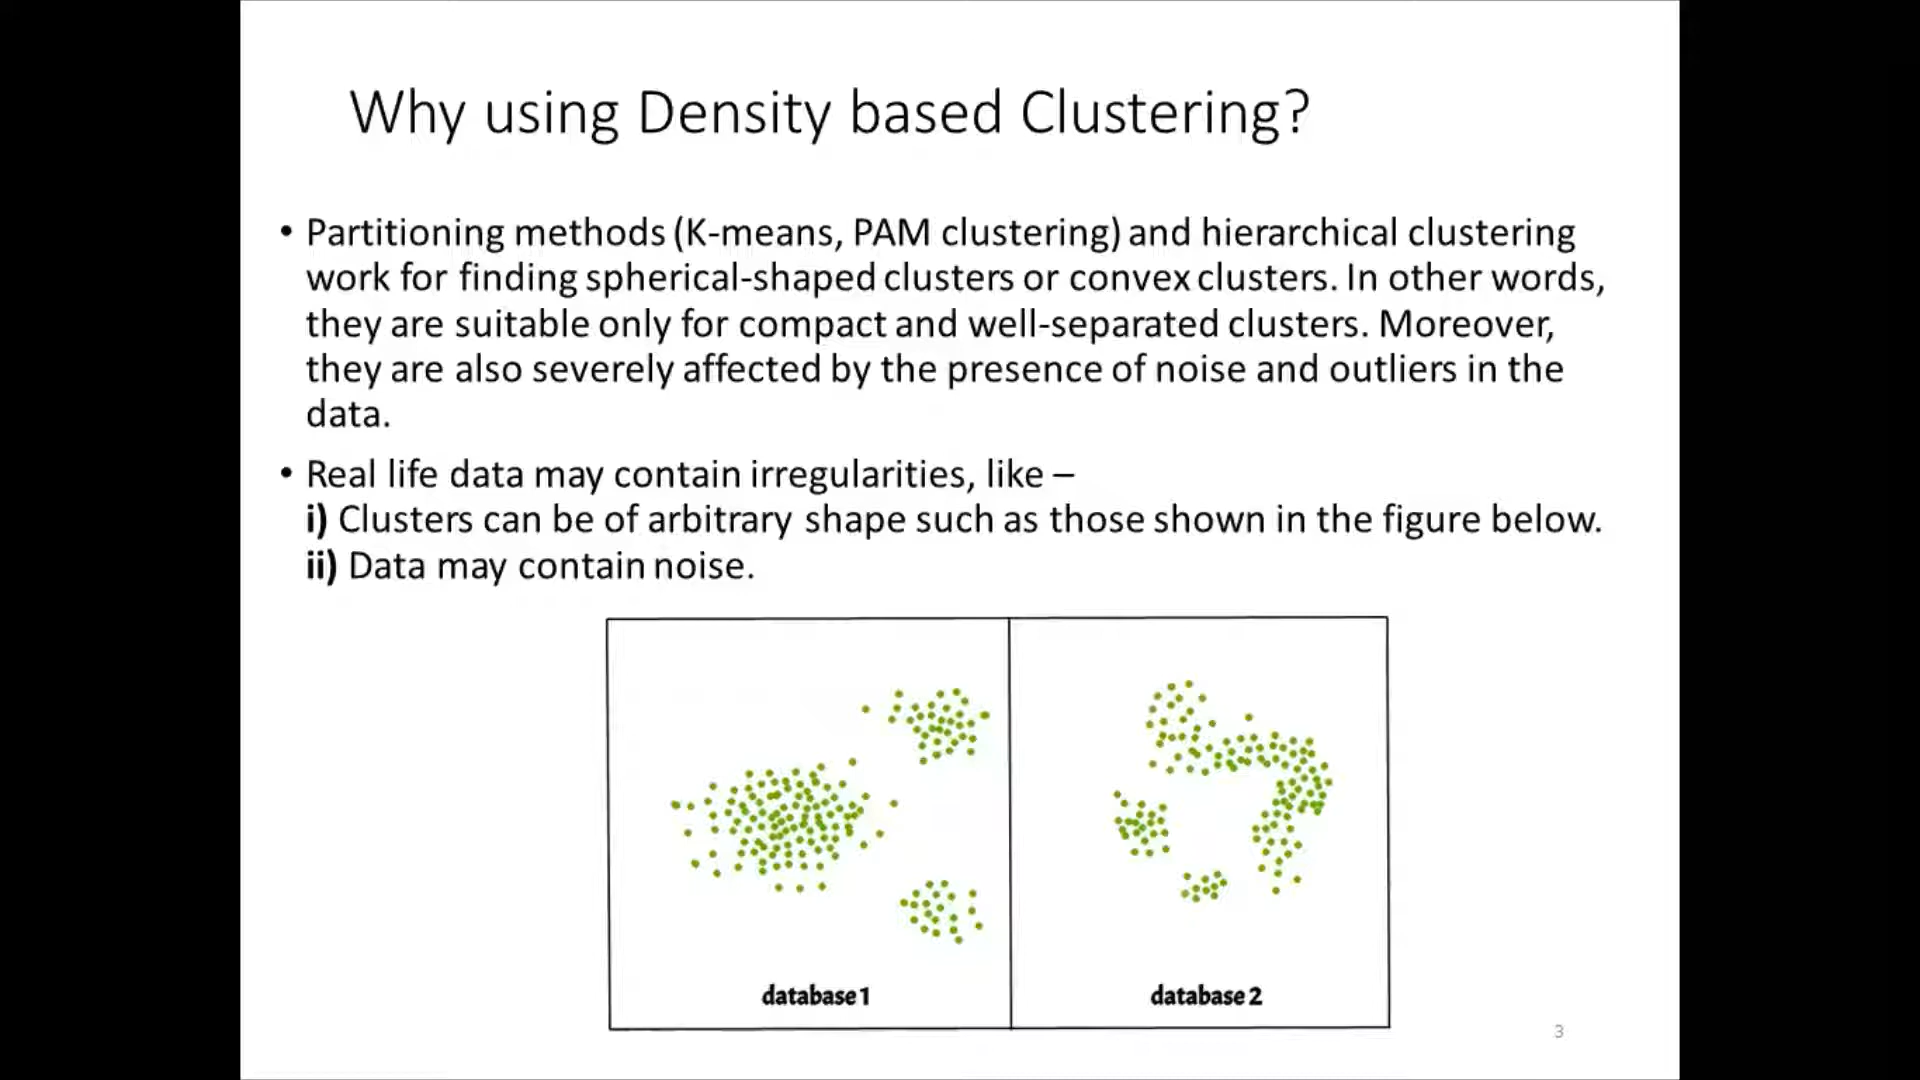 Why using Density based Clustering?
• Partitioning methods (K-means, PAM clustering) and hierarchical clustering
work for finding spherical-shaped clusters or convex clusters. In other words,
they are suitable only for compact and well-separated clusters. Moreover,
they are also severely affected by the presence of noise and outliers in the
data.
• Real life data may contain irregularities, like –
i) Clusters can be of arbitrary shape such as those shown in the figure below.
ii) Data may contain noise.
database 1
database 2
3